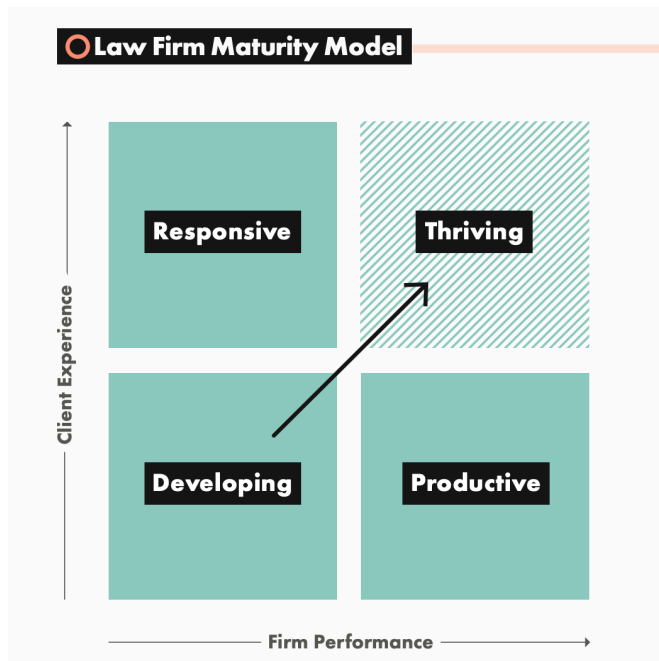 Law Firm Maturity Model
Responsive
Thriving
Client Experience
Developing
Productive
Firm Performance